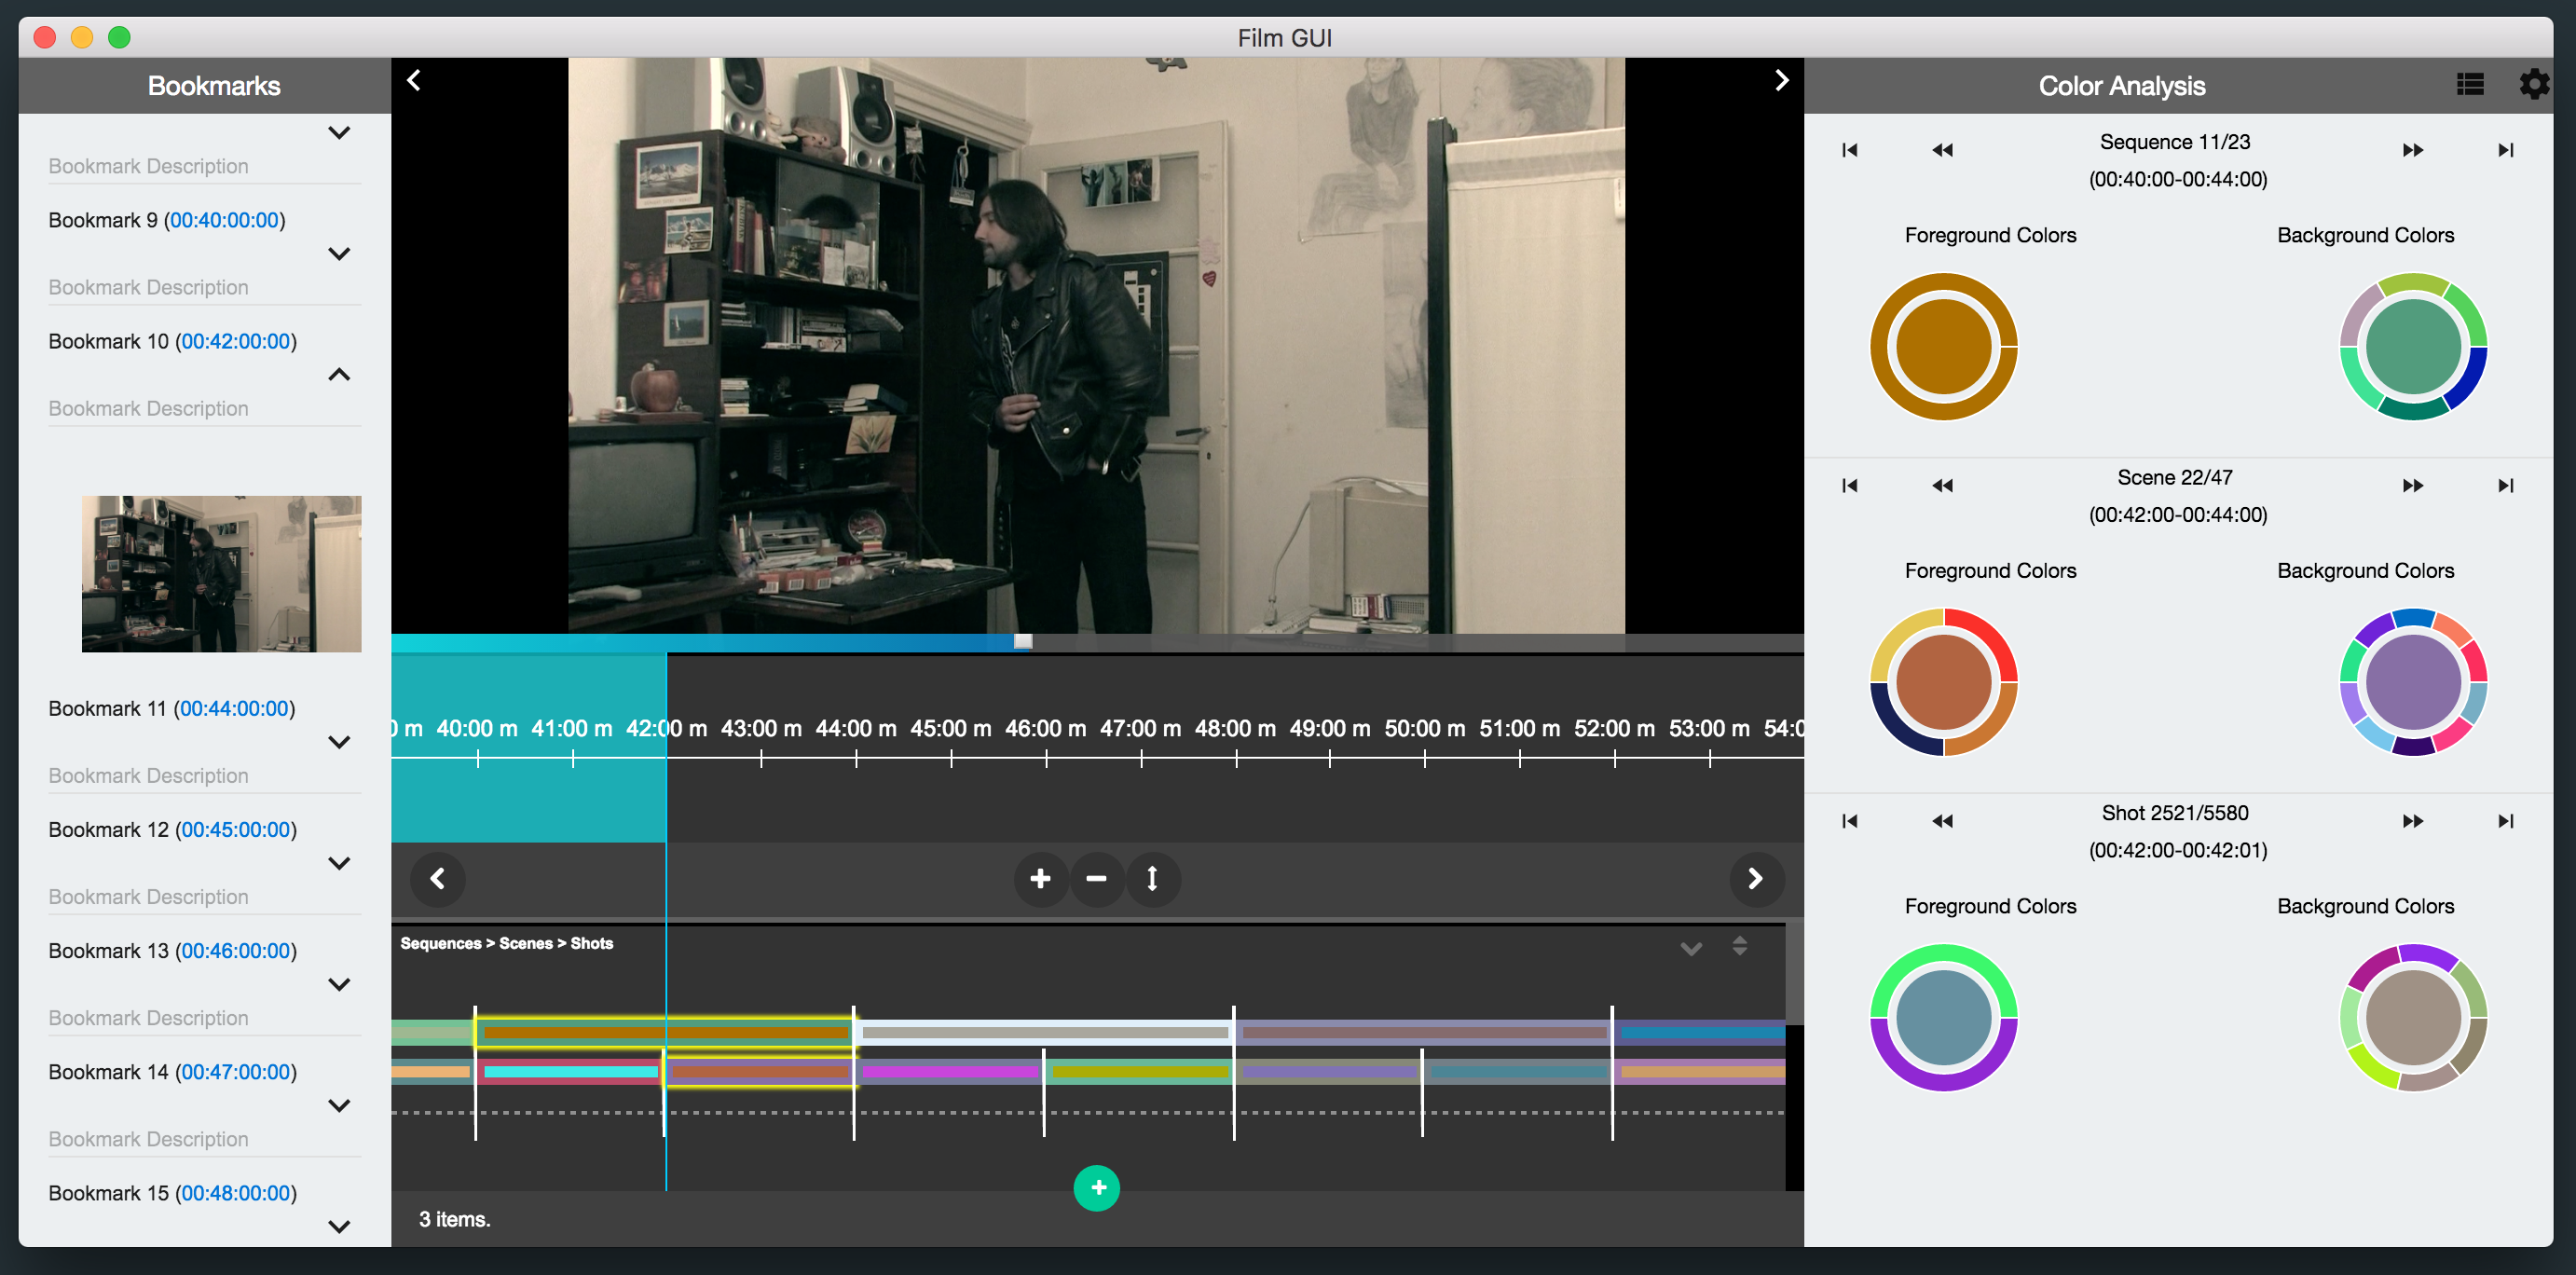 Film GUI
Bookmarks
Bookmark Description
Bookmark 9 (00:40:00:00)
Bookmark Description
Bookmark 10 (00:42:00:00)
Bookmark Description
Bookmark 11 (00:44:00:00)
Bookmark Description
Bookmark 12 (00:45:00:00)
Bookmark Description
Bookmark 13 (00:46:00:00)
Bookmark Description
Bookmark 14 (00:47:00:00)
Bookmark Description
Bookmark 15 (00:48:00:00)
0 m 40:00 m 41:00 m 42:00 m 43:00 m 44:00 m 45:00 m 46:00 m 47:00 m 48:00 m 49:00 m 50:00 m 51:00 m 52:00 m 53:00 m 54:0
Sequences > Scenes > Shots
3 items.
Color Analysis
Sequence 11/23
(00:40:00-00:44:00)
Foreground Colors Background Colors
Scene 22/47
(00:42:00-00:44:00)
Foreground Colors Background Colors
Shot 2521/5580
(00:42:00-00:42:01)
Foreground Colors Background Colors